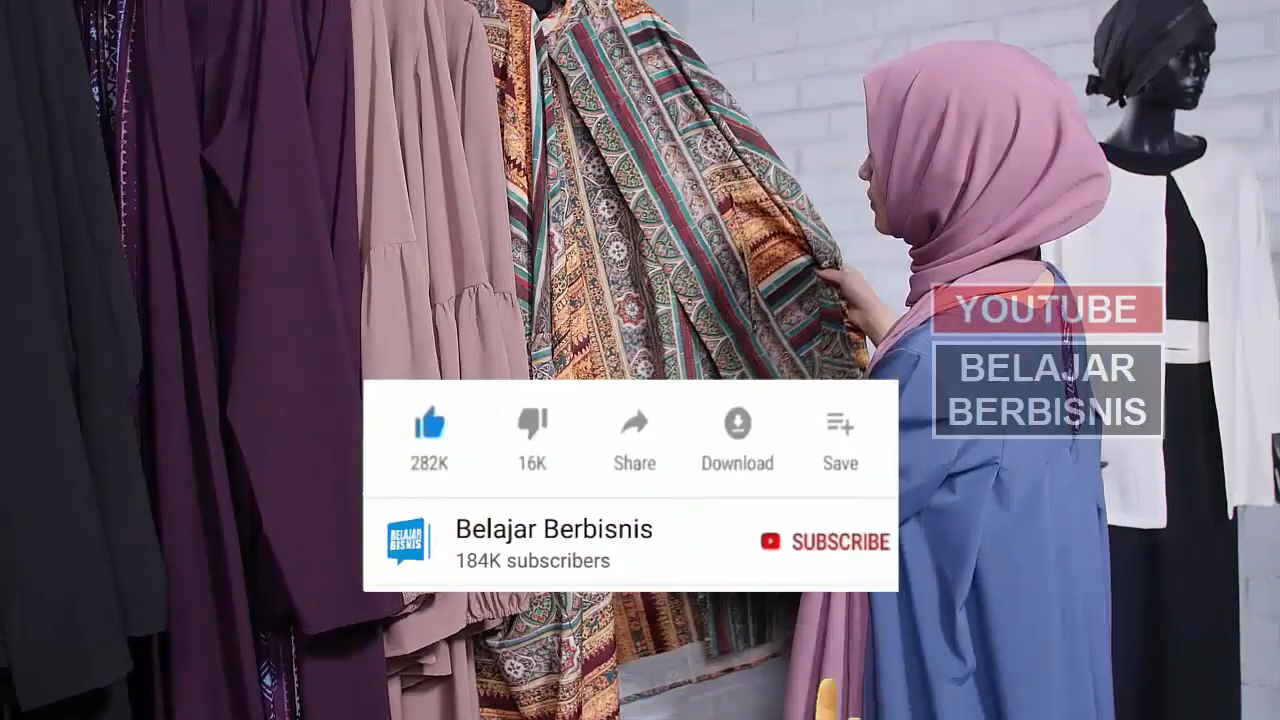 YOUTUBE
BELAJAR
BERBISNIS
282K
16K
Share
Download
Save
BELAJAR
BISNIS
Belajar Berbisnis
184K subscribers
SUBSCRIBE